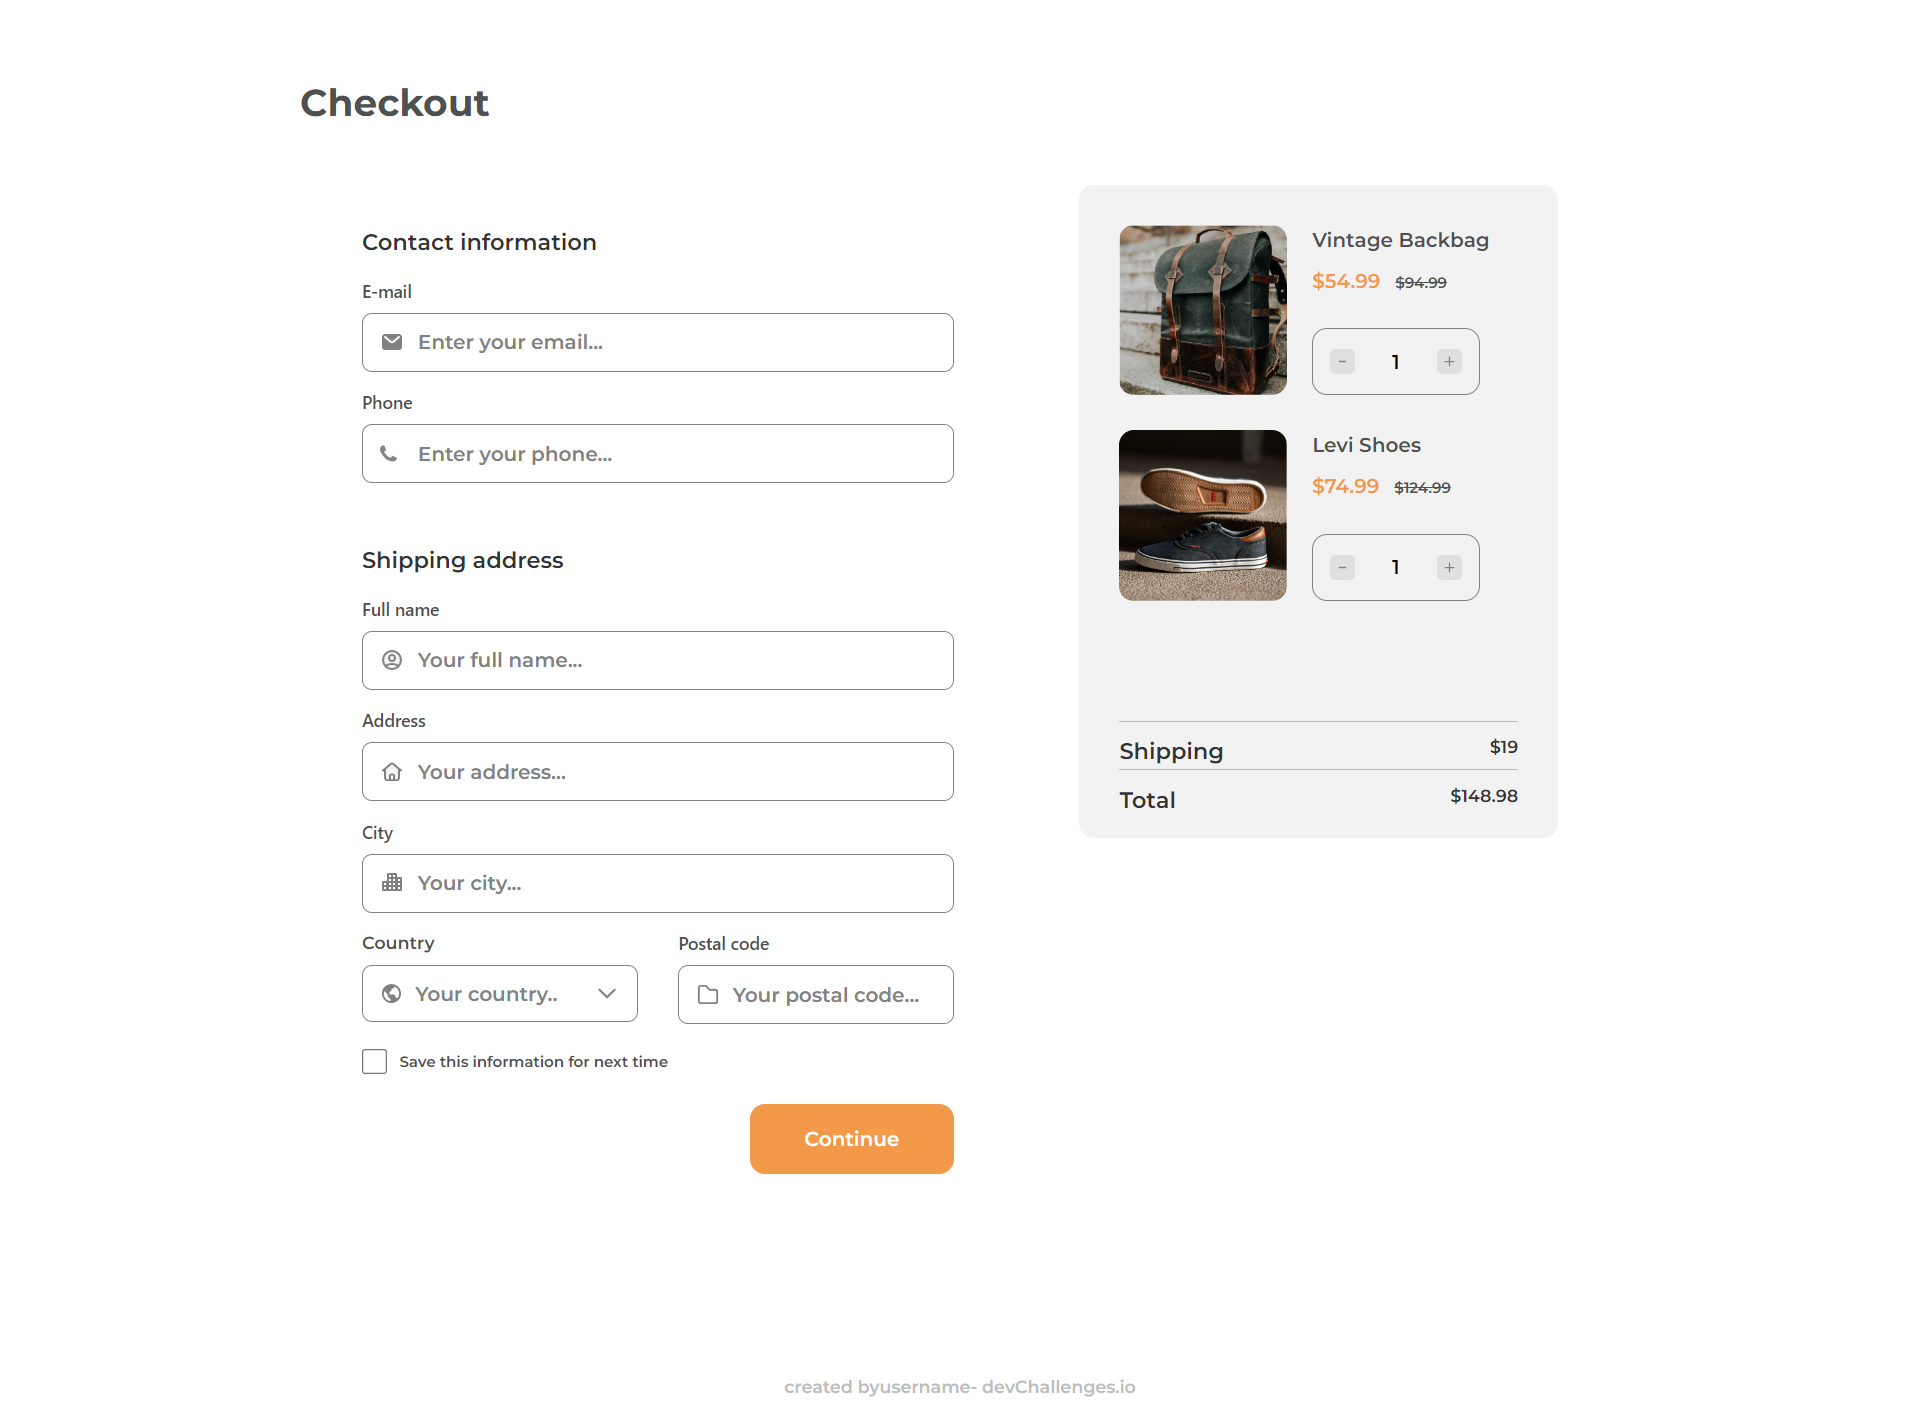 Checkout
Contact information
E-mail
Enter your email...
Phone
Enter your phone...
Shipping address
Full name
Your full name...
Address
Your address...
City
Your city...
Country
Your country..
Postal code
Your postal code...
Save this information for next time
Continue
Vintage Backbag
$54.99 $94.99
- 1 +
Levi Shoes
$74.99 $124.99
- 1 +
Shipping $19
Total $148.98
created byusername- devChallenges.io